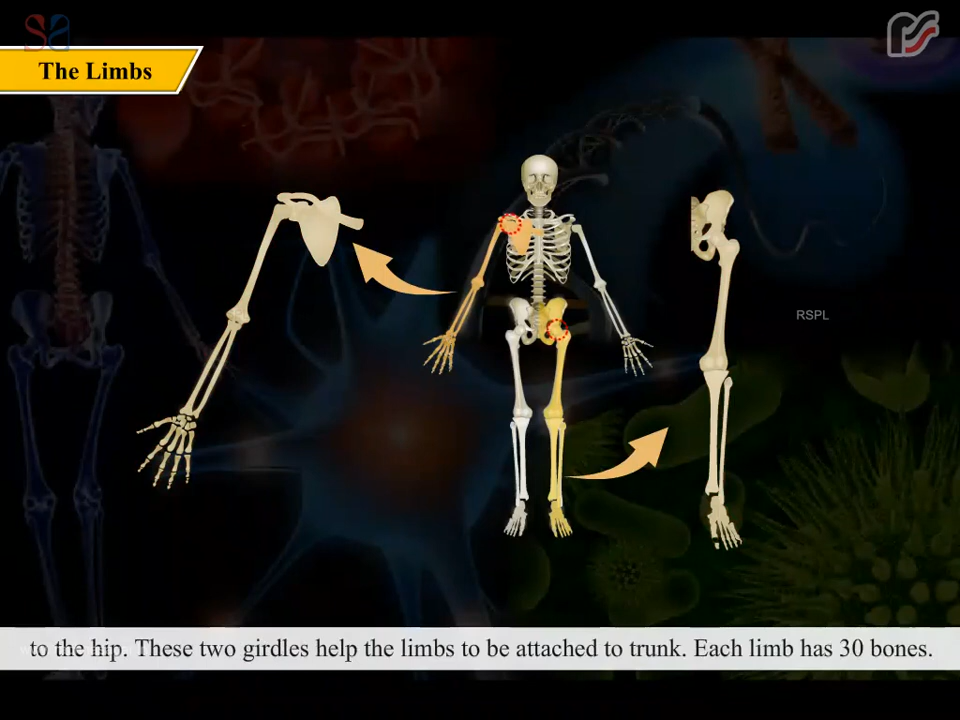 The Limbs
RSPL
to the hip. These two girdles help the limbs to be attached to trunk. Each limb has 30 bones.